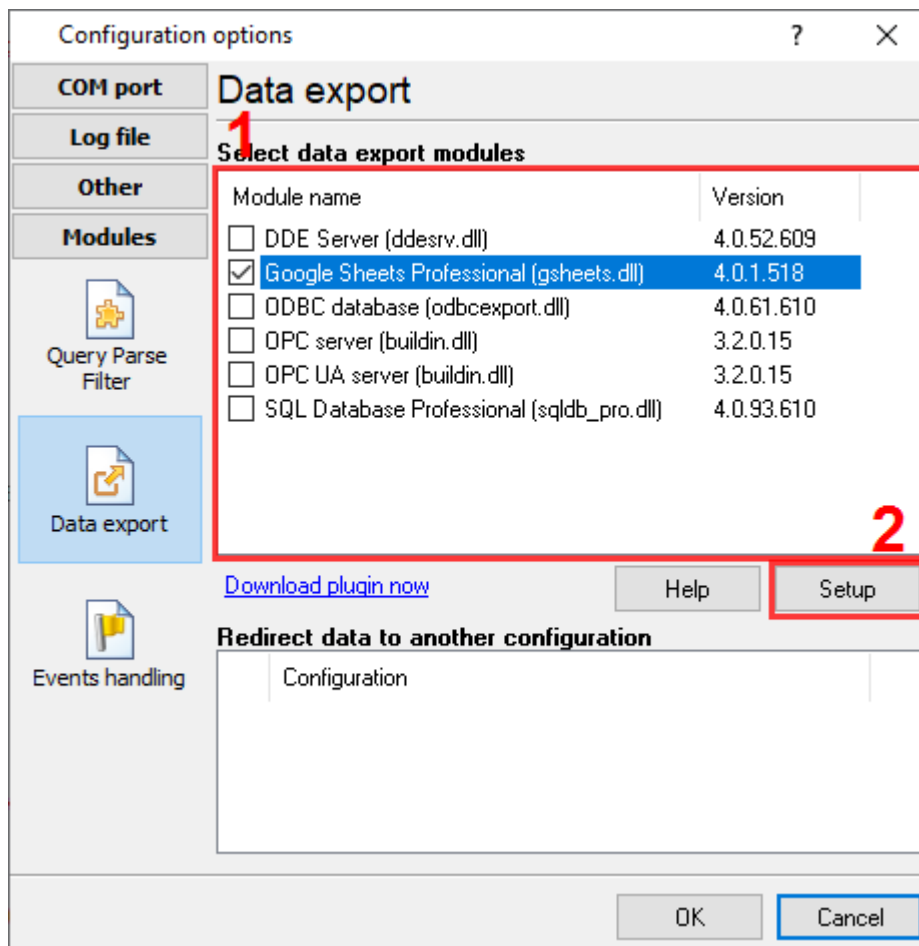 Configuration options ?
COM port
Log file
Other
Modules
Query Parse
Filter
Data export
Events handling
Data export
1
Select data export modules
Module name Version
DDE Server (ddesrv.dll) 4.0.52.609
Google Sheets Professional (gsheets.dll) 4.0.1.518
ODBC database (odbcexport.dll) 4.0.61.610
OPC server (buildin.dll) 3.2.0.15
OPC UA server (buildin.dll) 3.2.0.15
SQL Database Professional (sqldb_pro.dll) 4.0.93.610
2
Download plugin now Help Setup
Redirect data to another configuration
Configuration
OK Cancel